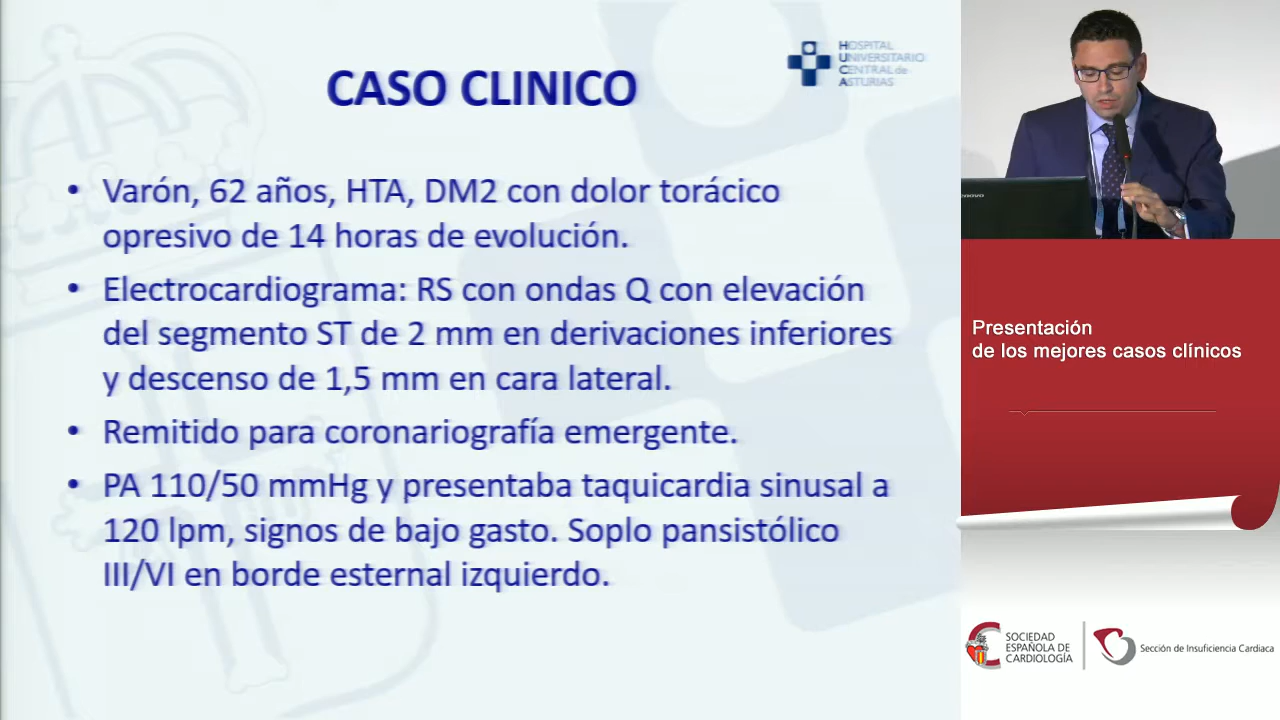 CASO CLINICO
HOSPITAL
UNIVERSITARIO
CENTRAL de
ASTURIAS
• Varón, 62 años, HTA, DM2 con dolor torácico
opresivo de 14 horas de evolución.
• Electrocardiograma: RS con ondas Q con elevación
del segmento ST de 2 mm en derivaciones inferiores
y descenso de 1,5 mm en cara lateral.
• Remitido para coronariografía emergente.
• PA 110/50 mmHg y presentaba taquicardia sinusal a
120 lpm, signos de bajo gasto. Soplo pansistólico
III/VI en borde esternal izquierdo.
Presentación
de los mejores casos clínicos
SOCIEDAD
ESPAÑOLA DE
CARDIOLOGÍA
Sección de Insuficiencia Cardiaca